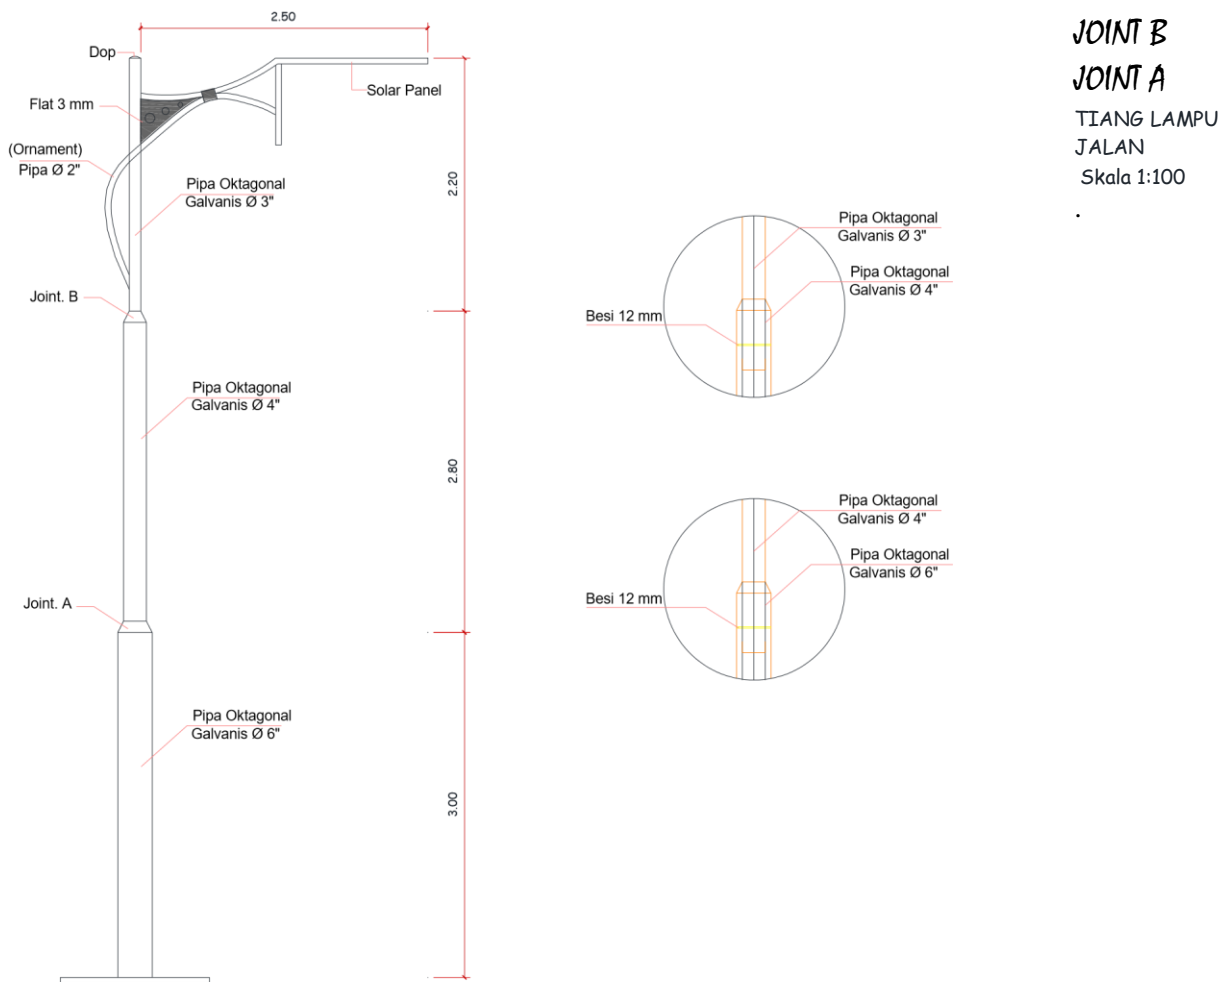 2.50
Dop
Solar Panel
Flat 3 mm
(Ornament)
Pipa Ø 2"
Pipa Oktagonal
Galvanis Ø 3"
2.20
Joint. B
Pipa Oktagonal
Galvanis Ø 4"
2.80
Joint. A
Pipa Oktagonal
Galvanis Ø 6"
3.00
Pipa Oktagonal
Galvanis Ø 3"
Pipa Oktagonal
Galvanis Ø 4"
Besi 12 mm
Pipa Oktagonal
Galvanis Ø 4"
Pipa Oktagonal
Galvanis Ø 6"
Besi 12 mm
JOINT B
JOINT A
TIANG LAMPU
JALAN
Skala 1:100
.